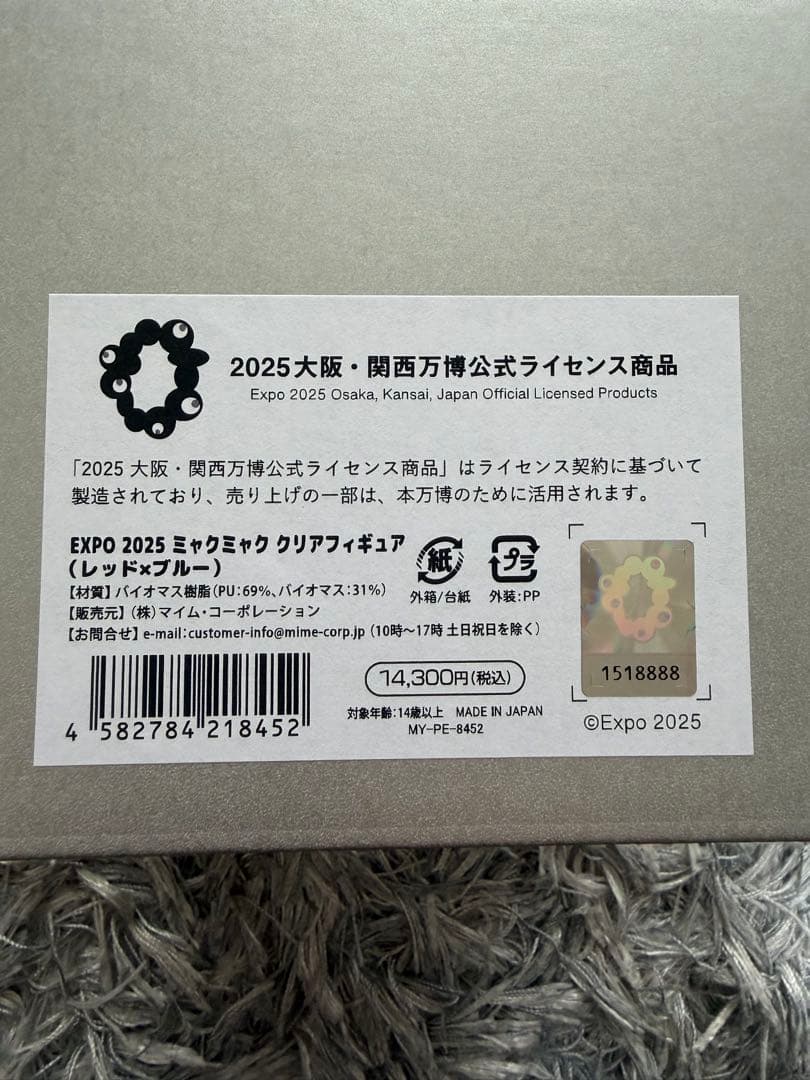 2025大阪・関西万博公式ライセンス商品
Expo 2025 Osaka, Kansai, Japan Official Licensed Products
「2025 大阪・関西万博公式ライセンス商品」はライセンス契約に基づいて
製造されており、売り上げの一部は、本万博のために活用されます。
EXPO 2025 ミャクミャク クリアフィギュア
（レッド×ブルー）
【材質】バイオマス樹脂（PU：69%、バイオマス：31%）
【販売元】（株）マイム・コーポレーション
【お問合せ】e-mail：customer-info@mime-corp.jp（10時〜17時 土日祝日を除く）
紙
外箱/台紙
プラ
外装：PP
4 582784 218452
14,300円（税込）
対象年齢：14歳以上 MADE IN JAPAN
MY-PE-8452
1518888
©Expo 2025